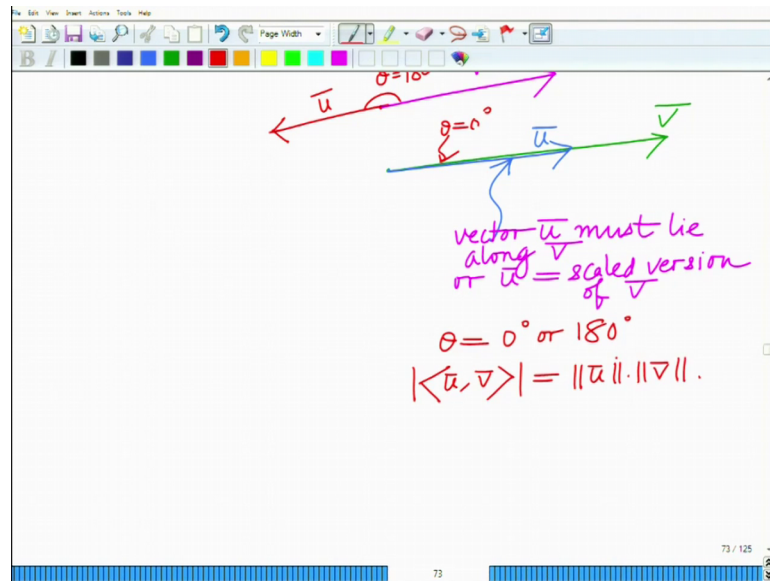 File Edit View Insert Actions Tools Help
Page Width
B I
θ=180°
u̅
θ=0°
u̅
v̅
vector u̅ must lie
along v̅
or u̅ = scaled version
of v̅
θ = 0° or 180°
|<u̅, v̅>| = ||u̅||.||v̅||.
73 / 125
73